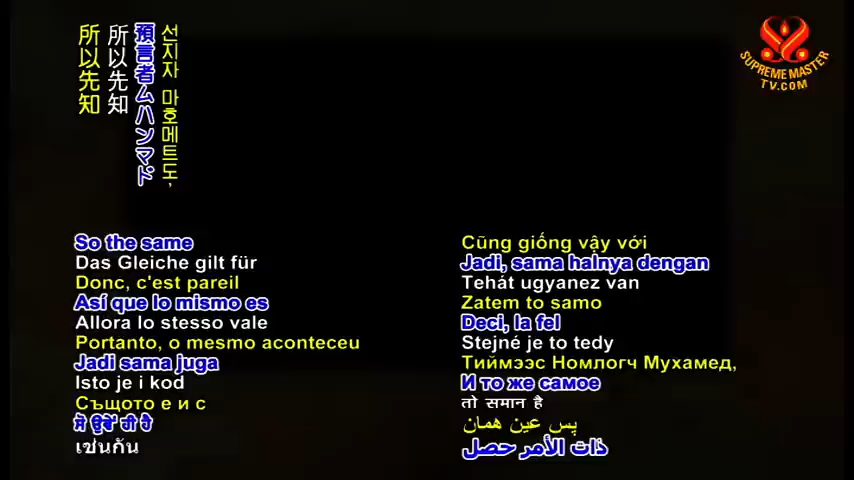 所以先知
所以先知
預言者ムハンマド
선지자 마호메트도,
SUPREME MASTER
TV.COM
So the same
Das Gleiche gilt für
Donc, c'est pareil
Así que lo mismo es
Allora lo stesso vale
Portanto, o mesmo aconteceu
Jadi sama juga
Isto je i kod
Същото е и с
ਸੋ ਉਵੇਂ ਹੀ ਹੈ
เช่นกัน
Cũng giống vậy với
Jadi, sama halnya dengan
Tehát ugyanez van
Zatem to samo
Deci, la fel
Stejné je to tedy
Тиймээс Номлогч Мухамед,
И то же самое
तो समान है
پس عین همان
ذات الأمر حصل